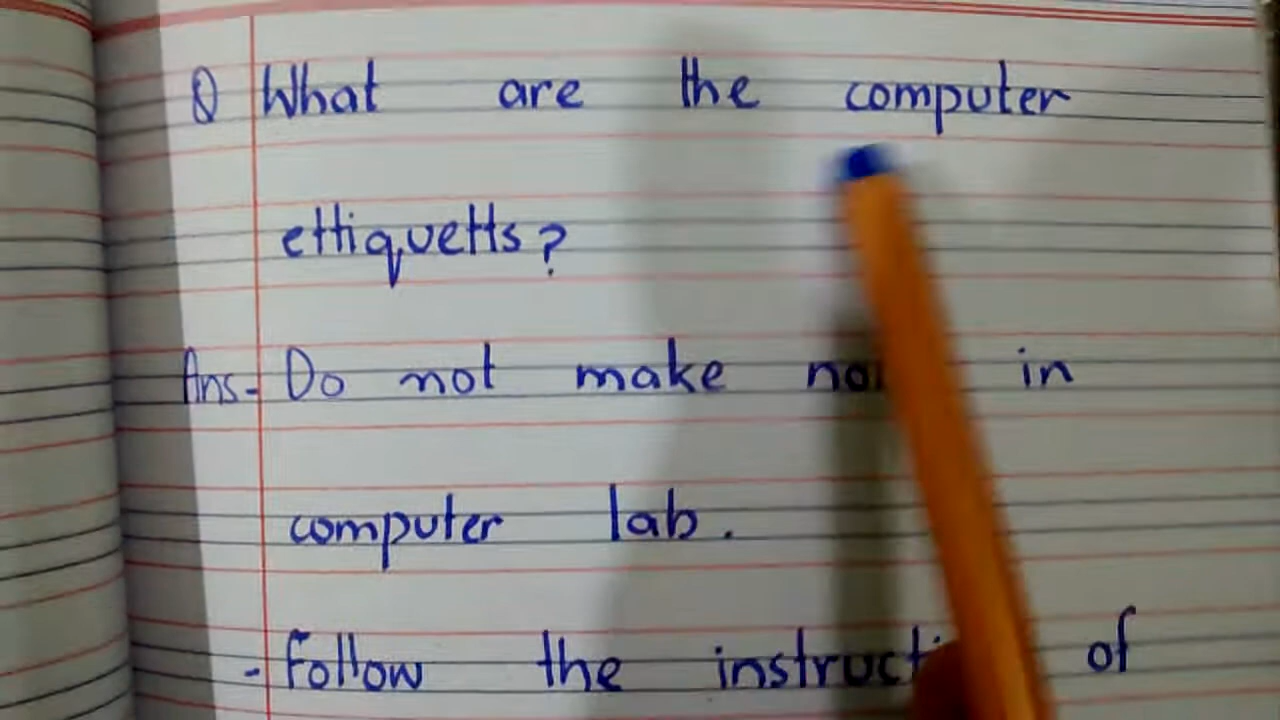 Q What are the computer
ettiquetts?
Ans- Do not make in
computer lab.
- Follow the of